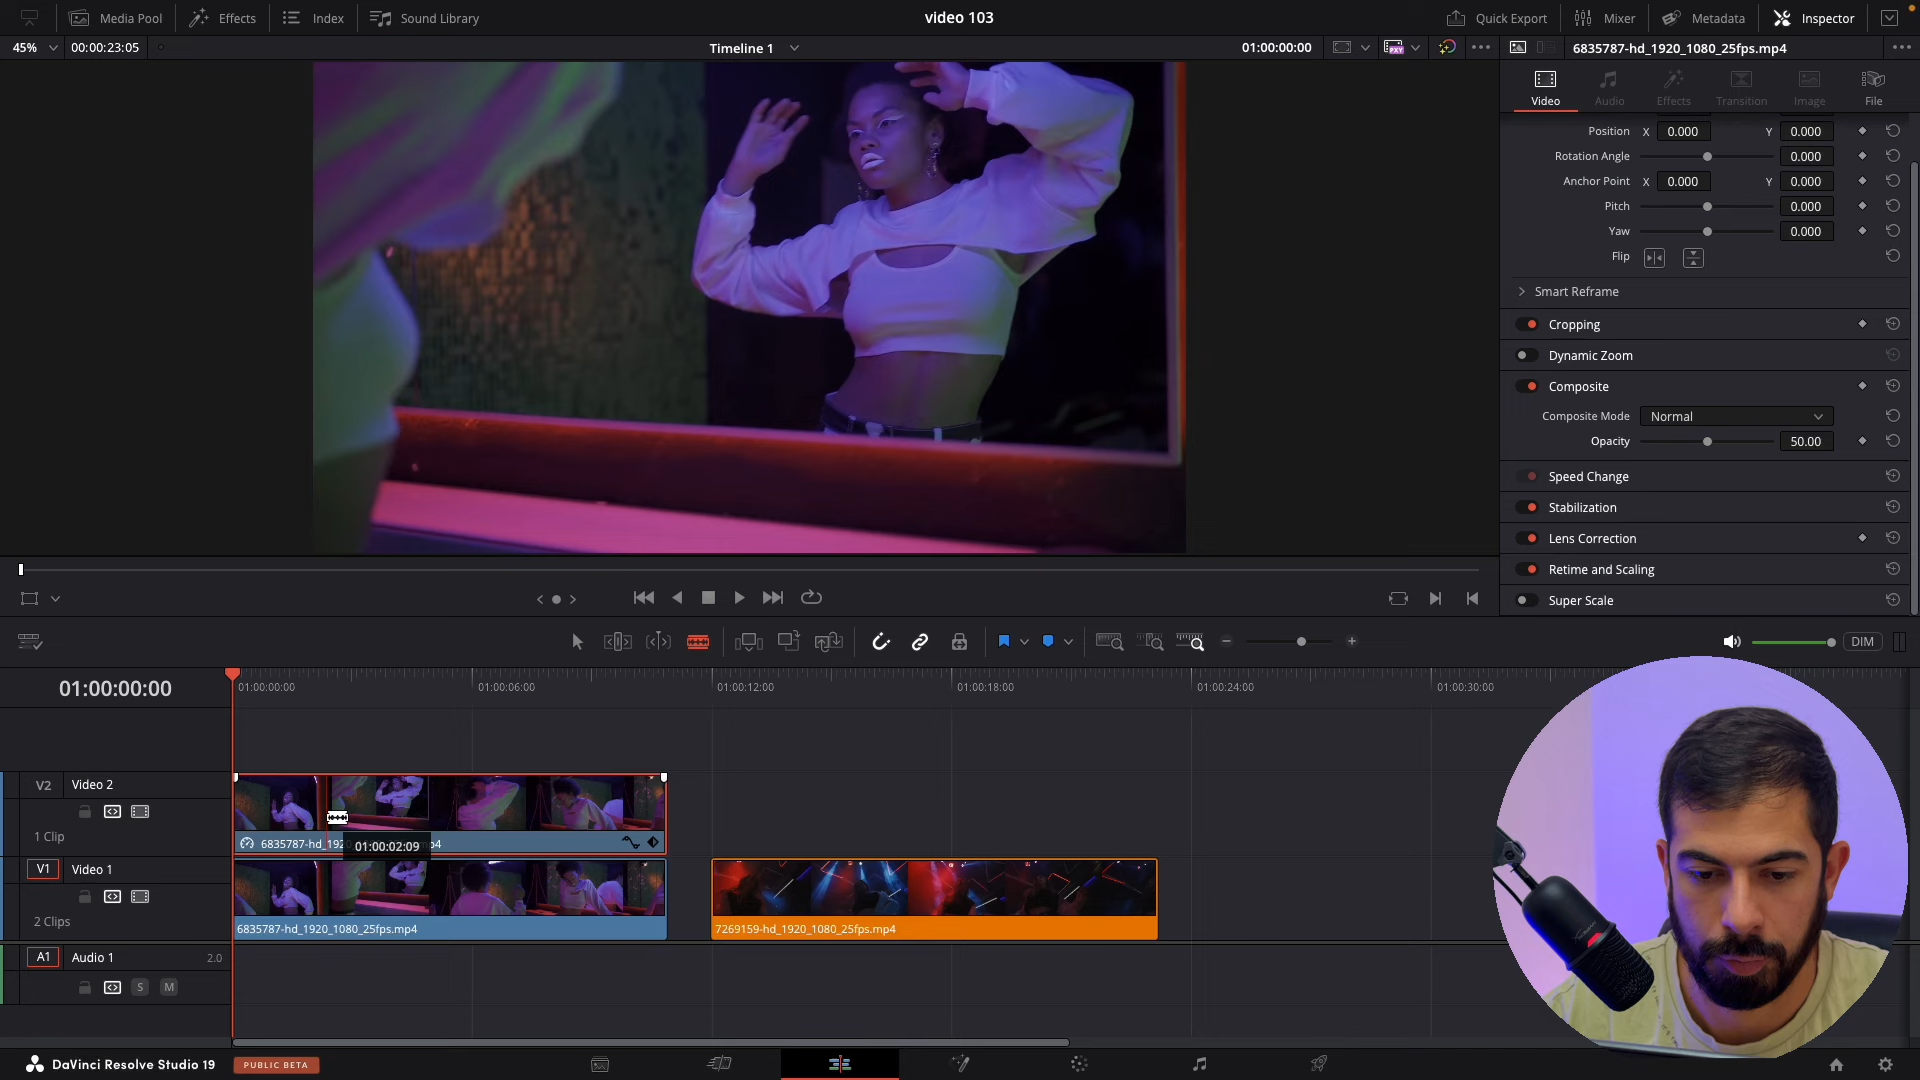 Media Pool
Effects
Index
Sound Library
video 103
Quick Export
Mixer
Metadata
Inspector
45%
00:00:23:05
Timeline 1
01:00:00:00
PXY
6835787-hd_1920_1080_25fps.mp4
Video
Audio
Effects
Transition
Image
File
Position X 0.000 Y 0.000
Rotation Angle 0.000
Anchor Point X 0.000 Y 0.000
Pitch 0.000
Yaw 0.000
Flip
Smart Reframe
Cropping
Dynamic Zoom
Composite
Composite Mode Normal
Opacity 50.00
Speed Change
Stabilization
Lens Correction
Retime and Scaling
Super Scale
DIM
01:00:00:00
01:00:00:00
01:00:06:00
01:00:12:00
01:00:18:00
01:00:24:00
01:00:30:00
V2 Video 2
1 Clip
01:00:02:09
V1 Video 1
2 Clips
6835787-hd_1920_1080_25fps.mp4
7269159-hd_1920_1080_25fps.mp4
A1 Audio 1 2.0
S M
DaVinci Resolve Studio 19
PUBLIC BETA